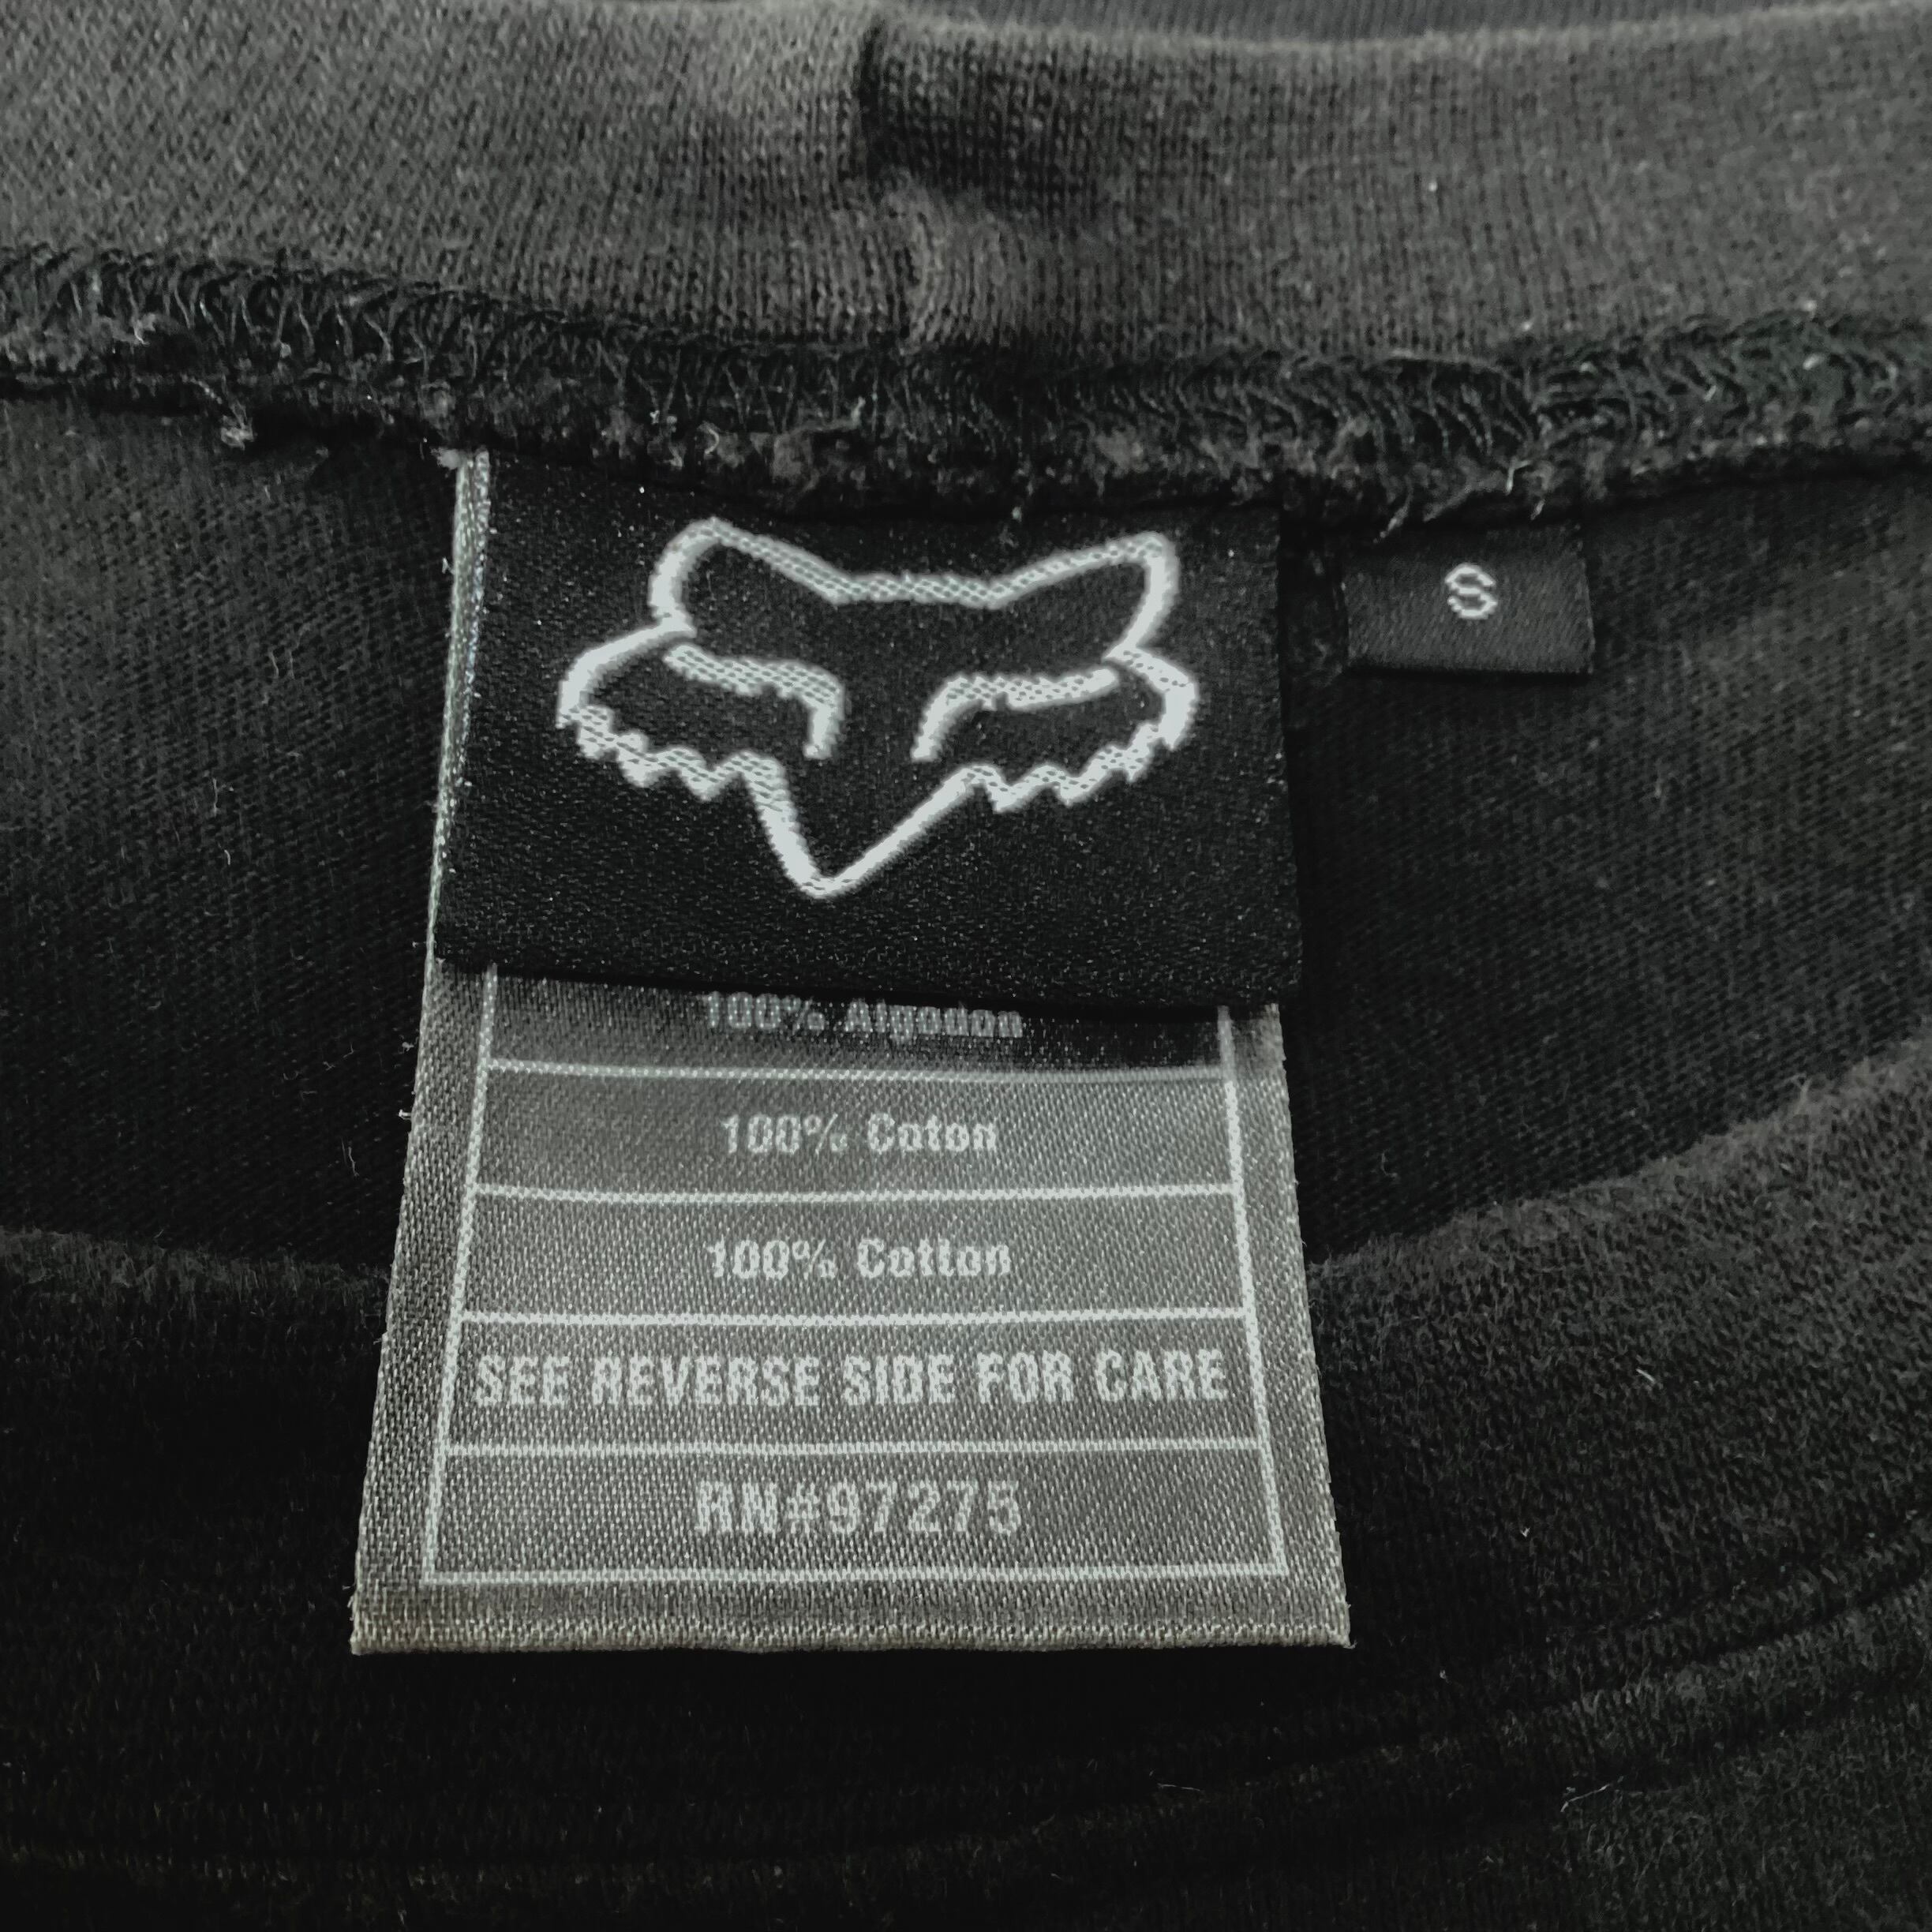 S
100% Algodon
100% Coton
100% Cotton
SEE REVERSE SIDE FOR CARE
RN#97275